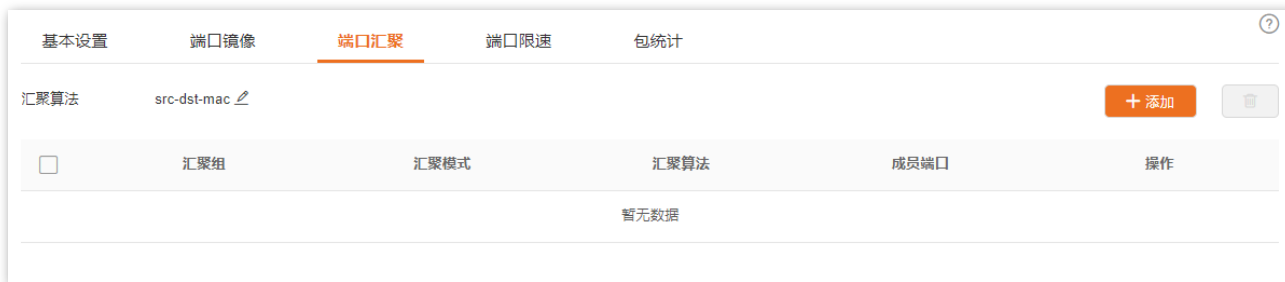 基本设置 端口镜像 端口汇聚 端口限速 包统计
汇聚算法 src-dst-mac 添加
汇聚组 汇聚模式 汇聚算法 成员端口 操作
暂无数据